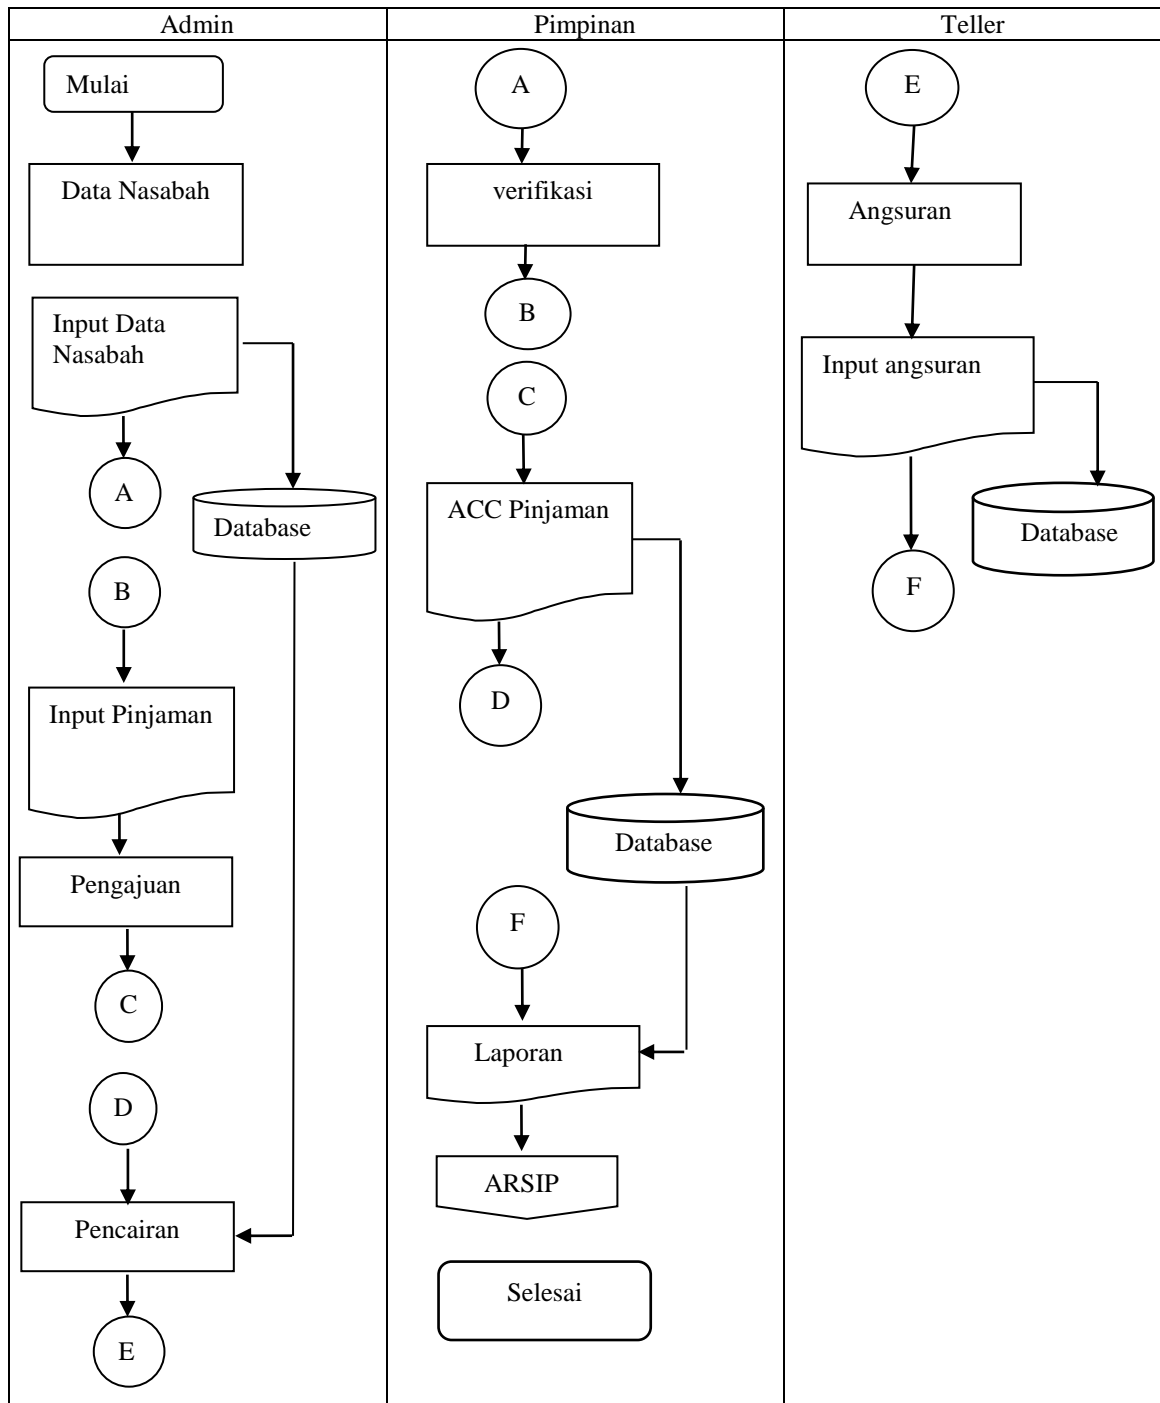 Admin
Pimpinan
Teller
Mulai
Data Nasabah
Input Data
Nasabah
A
Database
B
Input Pinjaman
Pengajuan
C
D
Pencairan
E
A
verifikasi
B
C
ACC Pinjaman
D
Database
F
Laporan
ARSIP
Selesai
E
Angsuran
Input angsuran
Database
F